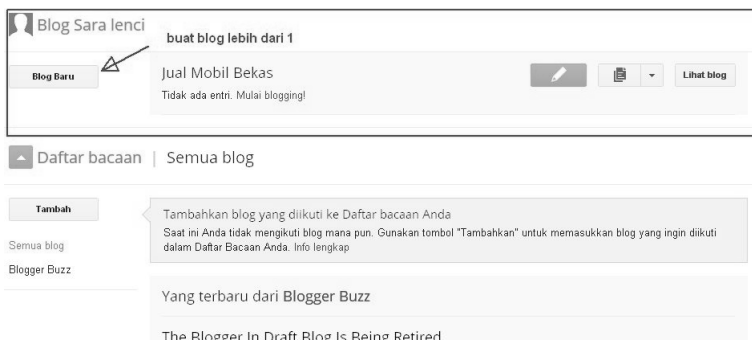 Blog Sara lenci
buat blog lebih dari 1
Blog Baru
Jual Mobil Bekas
Lihat blog
Tidak ada entri. Mulai blogging!
Daftar bacaan | Semua blog
Tambah
Tambahkan blog yang diikuti ke Daftar bacaan Anda
Saat ini Anda tidak mengikuti blog mana pun. Gunakan tombol "Tambahkan" untuk memasukkan blog yang ingin diikuti
dalam Daftar Bacaan Anda. Info lengkap
Semua blog
Blogger Buzz
Yang terbaru dari Blogger Buzz
The Blogger In Draft Blog Is Being Retired